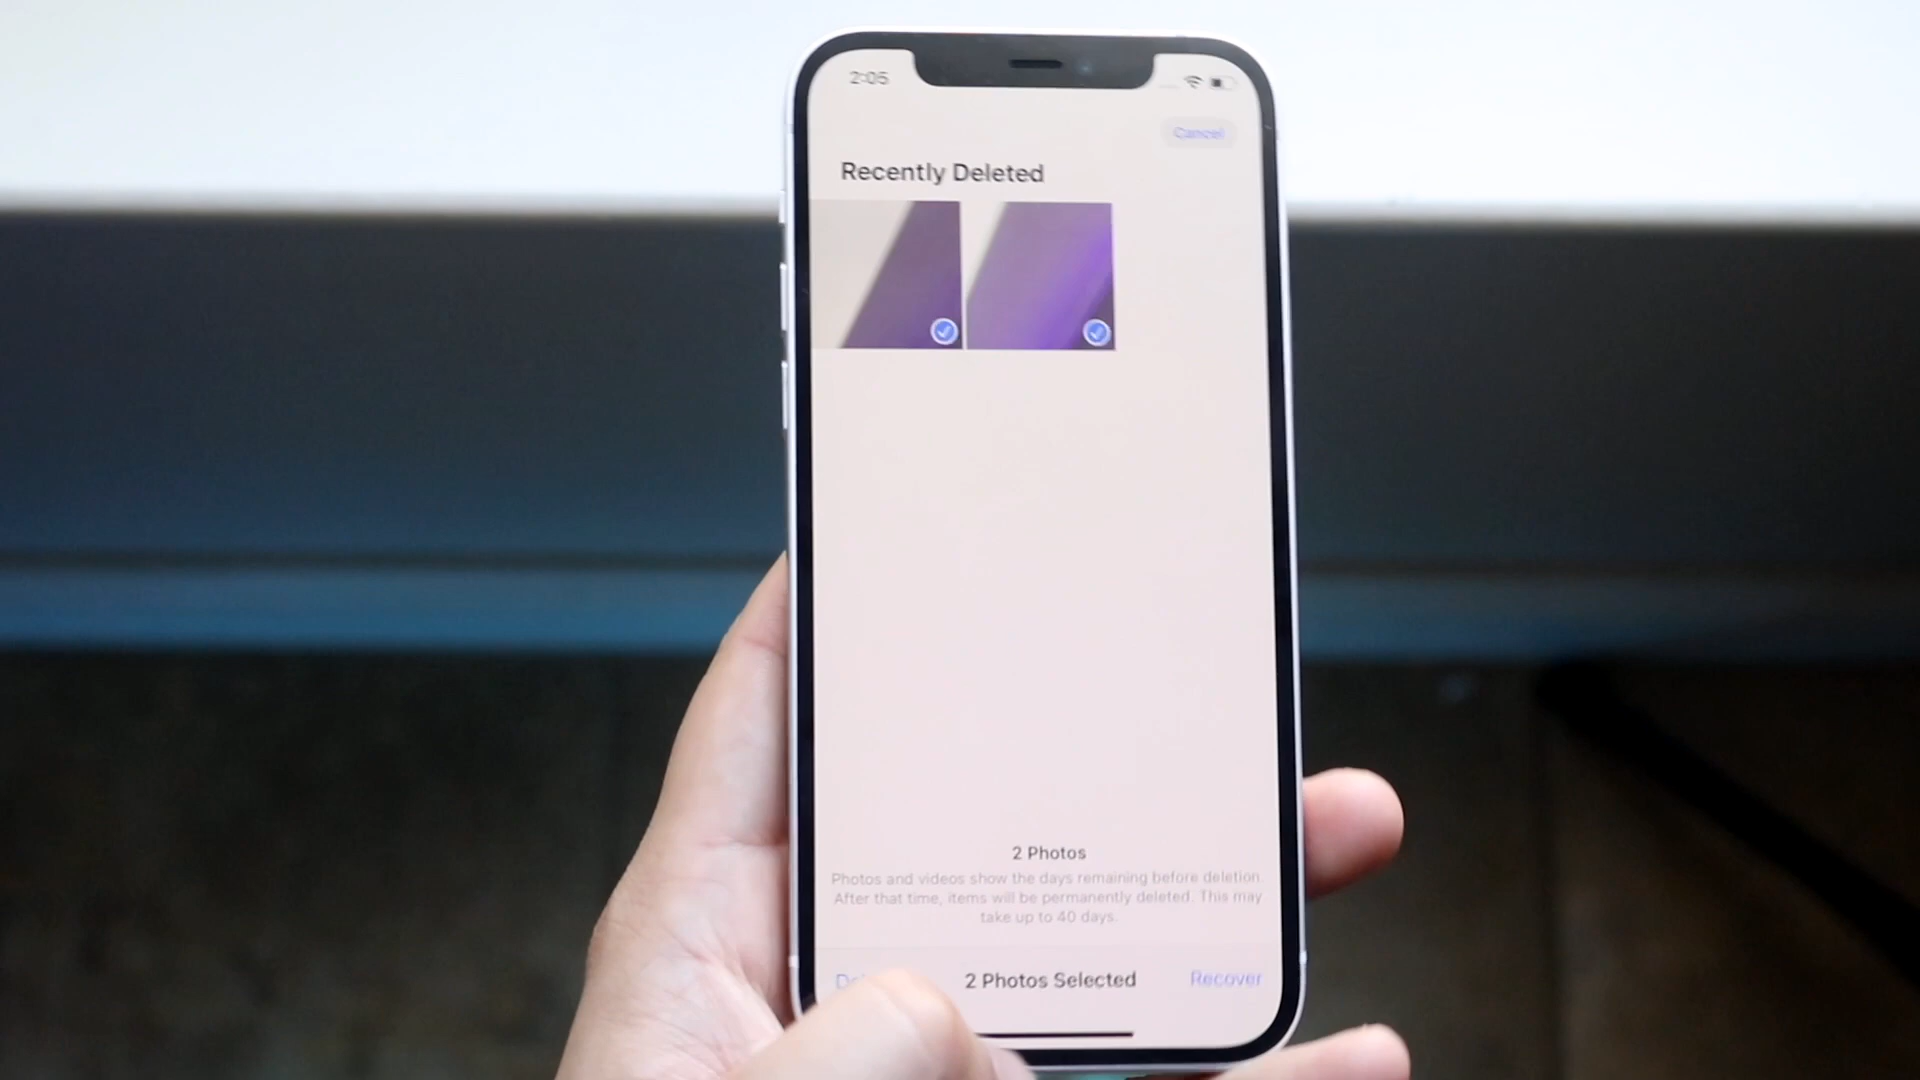 2:05
Cancel
Recently Deleted
2 Photos
Photos and videos show the days remaining before deletion.
After that time, items will be permanently deleted. This may
take up to 40 days.
2 Photos Selected
Recover